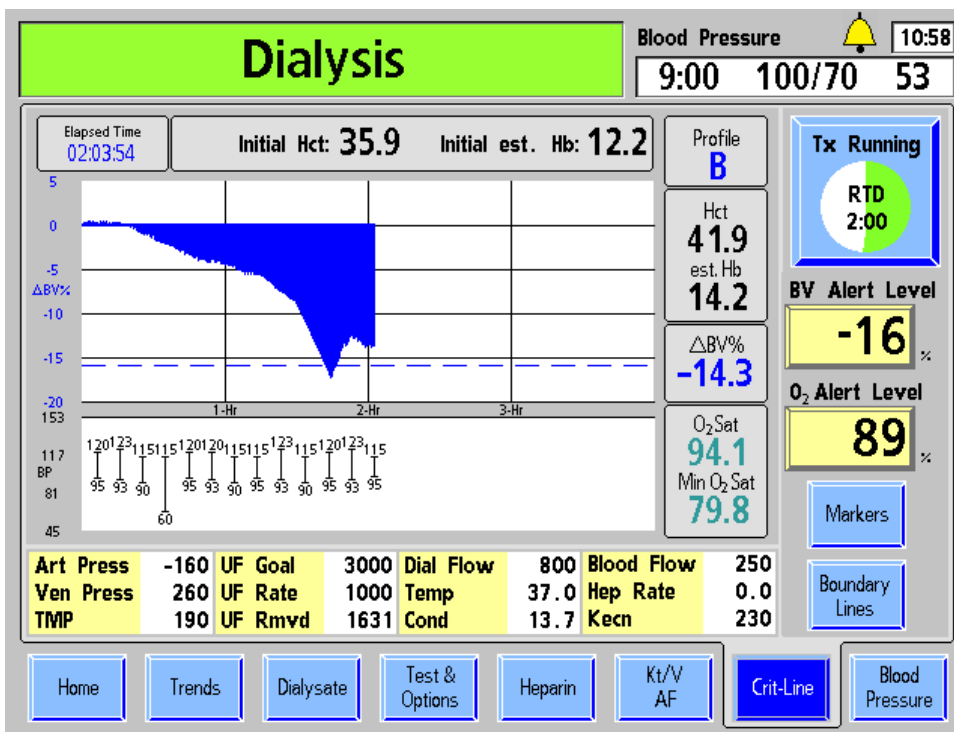 Dialysis
Blood Pressure
10:58
9:00 100/70 53
Elapsed Time
02:03:54
Initial Hct: 35.9 Initial est. Hb: 12.2
Profile
B
Tx Running
RTD
2:00
5
0
-5
ΔBV%
-10
-15
-20
1-Hr 2-Hr 3-Hr
Hct
41.9
est. Hb
14.2
ΔBV%
-14.3
O2Sat
94.1
Min O2 Sat
79.8
BV Alert Level
-16 %
O2 Alert Level
89 %
Markers
Boundary
Lines
153
117
BP
81
45
120 123 115 115 120 120 115 115 123 115 120 123 115
95 93 90 60 95 93 90 95 93 90 95 93 95
Art Press -160 UF Goal 3000 Dial Flow 800 Blood Flow 250
Ven Press 260 UF Rate 1000 Temp 37.0 Hep Rate 0.0
TMP 190 UF Rmvd 1631 Cond 13.7 Kecn 230
Home
Trends
Dialysate
Test &
Options
Heparin
Kt/V
AF
Crit-Line
Blood
Pressure